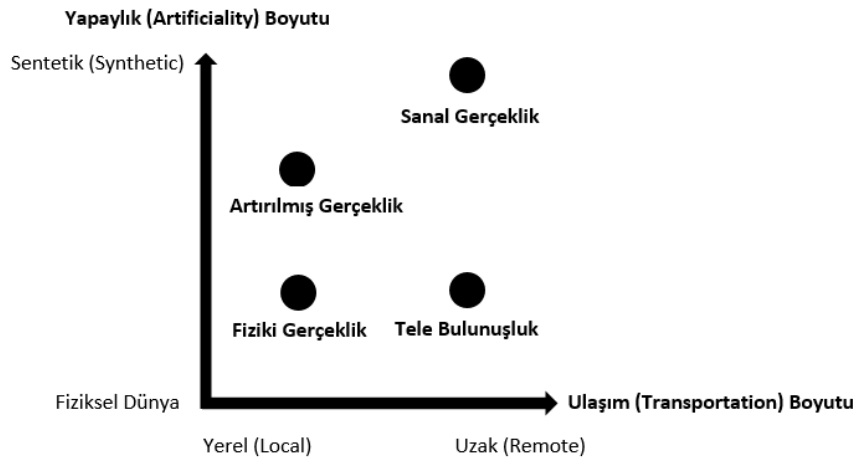 Yapaylık (Artificiality) Boyutu
Sentetik (Synthetic)
Sanal Gerçeklik
Artırılmış Gerçeklik
Fiziki Gerçeklik
Tele Bulunuşluk
Fiziksel Dünya
Ulaşım (Transportation) Boyutu
Yerel (Local)
Uzak (Remote)